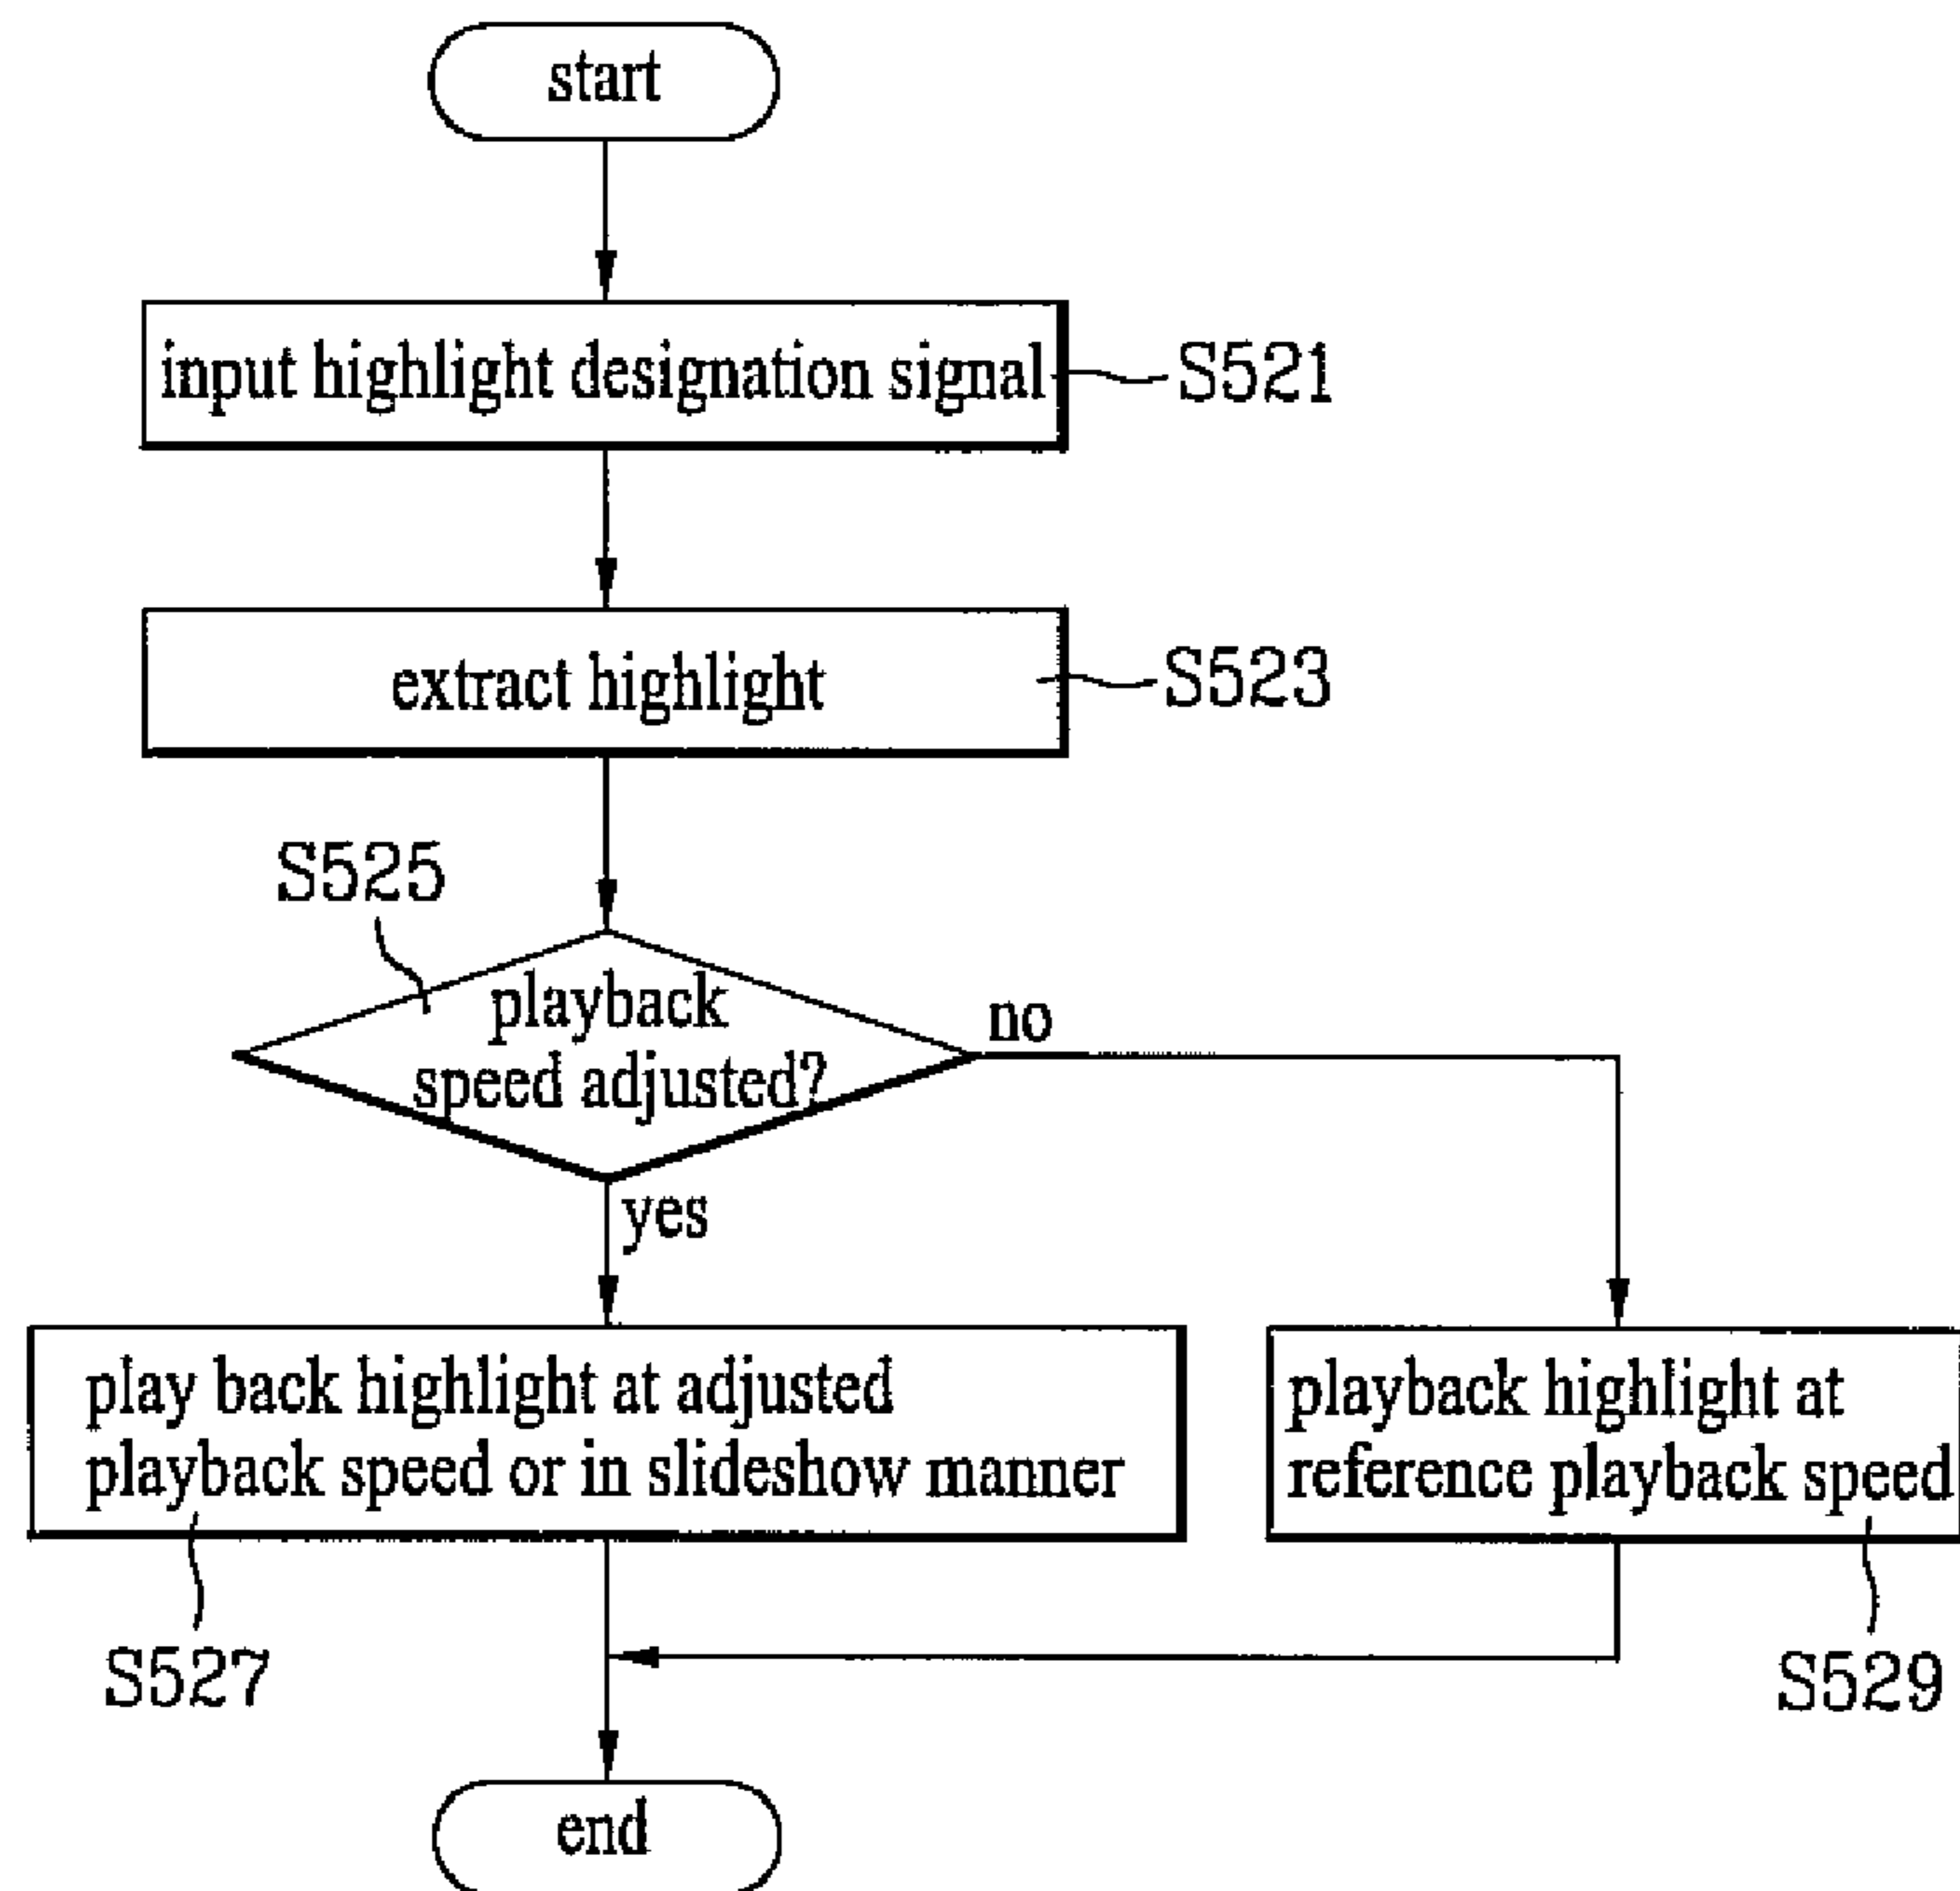 start
input highlight designation signal
S521
extract highlight
S523
S525
playback
speed adjusted?
no
yes
play back highlight at adjusted
playback speed or in slideshow manner
playback highlight at
reference playback speed
S527
S529
end